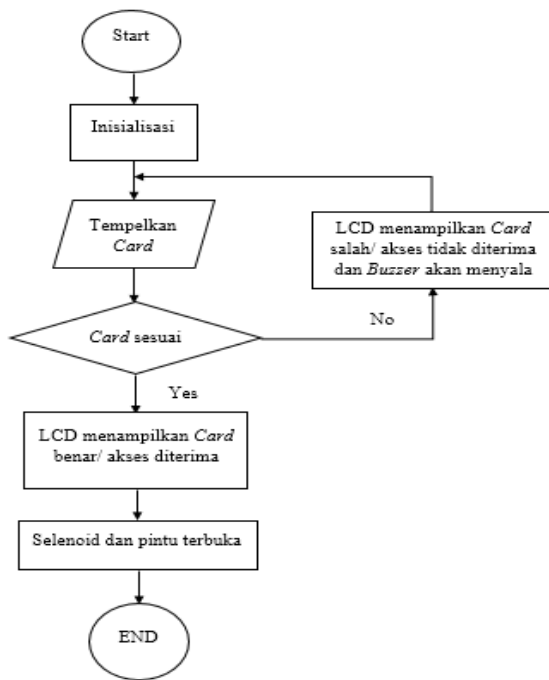 Start
Inisialisasi
Tempelkan
Card
LCD menampilkan Card
salah/ akses tidak diterima
dan Buzzer akan menyala
Card sesuai
No
Yes
LCD menampilkan Card
benar/ akses diterima
Selenoid dan pintu terbuka
END